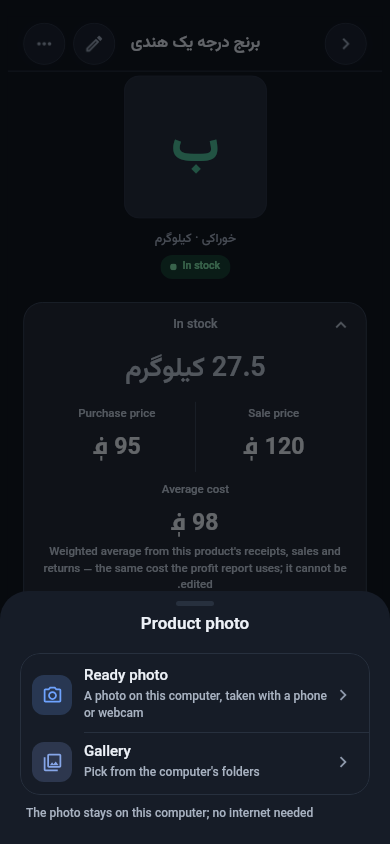 برنج درجه یک هندی
ب
خوراکی · کیلوگرم
In stock
In stock
27.5 کیلوگرم
Purchase price
Sale price
95 ؋
120 ؋
Average cost
98 ؋
Weighted average from this product's receipts, sales and
returns — the same cost the profit report uses; it cannot be
.edited
Product photo
Ready photo
A photo on this computer, taken with a phone
or webcam
Gallery
Pick from the computer's folders
The photo stays on this computer; no internet needed